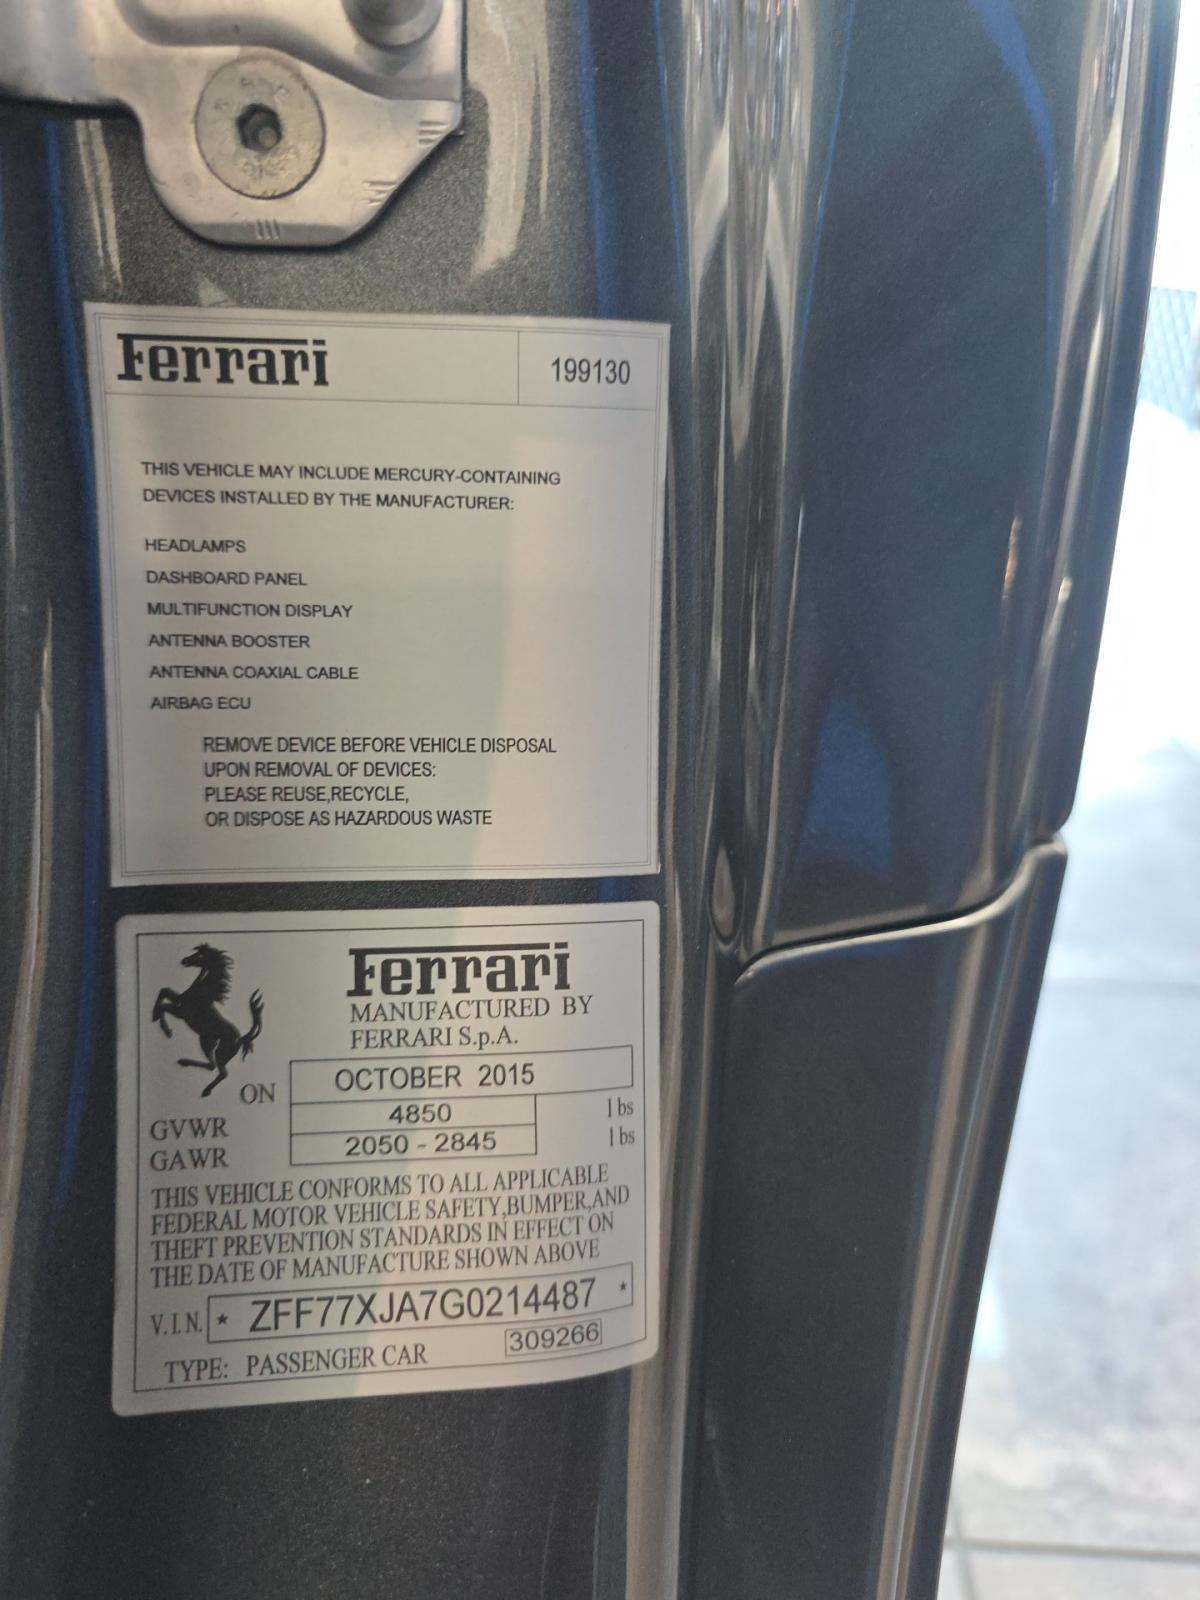 Ferrari 199130
THIS VEHICLE MAY INCLUDE MERCURY-CONTAINING
DEVICES INSTALLED BY THE MANUFACTURER:
HEADLAMPS
DASHBOARD PANEL
MULTIFUNCTION DISPLAY
ANTENNA BOOSTER
ANTENNA COAXIAL CABLE
AIRBAG ECU
REMOVE DEVICE BEFORE VEHICLE DISPOSAL
UPON REMOVAL OF DEVICES:
PLEASE REUSE,RECYCLE,
OR DISPOSE AS HAZARDOUS WASTE
Ferrari
MANUFACTURED BY
FERRARI S.p.A.
ON OCTOBER 2015
GVWR 4850 lbs
GAWR 2050 - 2845 lbs
THIS VEHICLE CONFORMS TO ALL APPLICABLE
FEDERAL MOTOR VEHICLE SAFETY,BUMPER,AND
THEFT PREVENTION STANDARDS IN EFFECT ON
THE DATE OF MANUFACTURE SHOWN ABOVE
V.I.N. * ZFF77XJA7G0214487 *
309266
TYPE: PASSENGER CAR